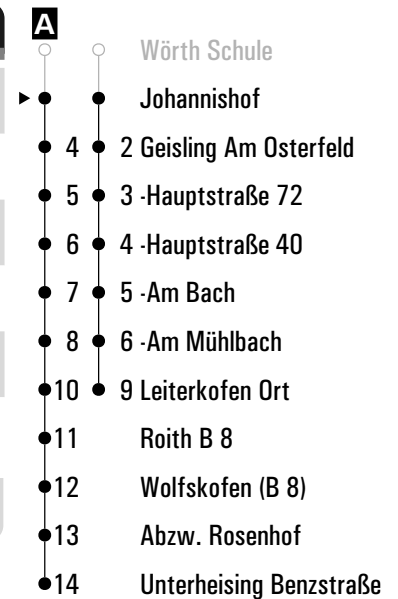 A
Wörth Schule
Johannishof
4 2 Geisling Am Osterfeld
5 3 -Hauptstraße 72
6 4 -Hauptstraße 40
7 5 -Am Bach
8 6 -Am Mühlbach
10 9 Leiterkofen Ort
11 Roith B 8
12 Wolfskofen (B 8)
13 Abzw. Rosenhof
14 Unterheising Benzstraße